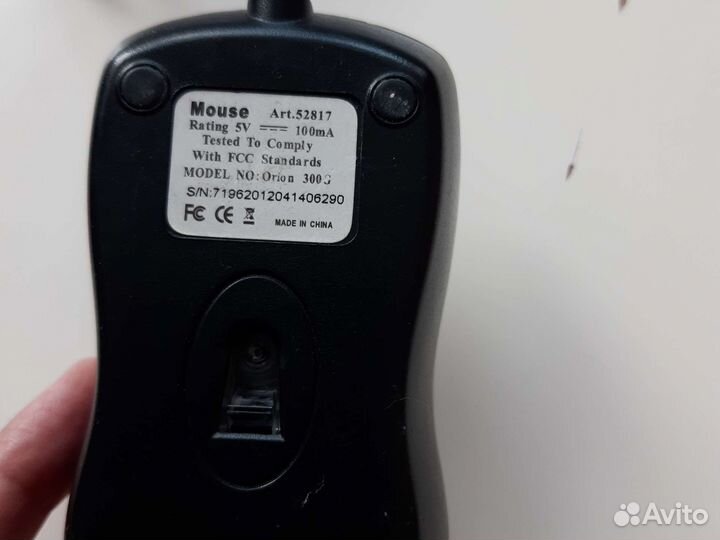 Mouse Art.52817
Rating 5V 100mA
Tested To Comply
With FCC Standards
MODEL NO:Orion 300G
S/N:71962012041406290
FC CE MADE IN CHINA
Avito